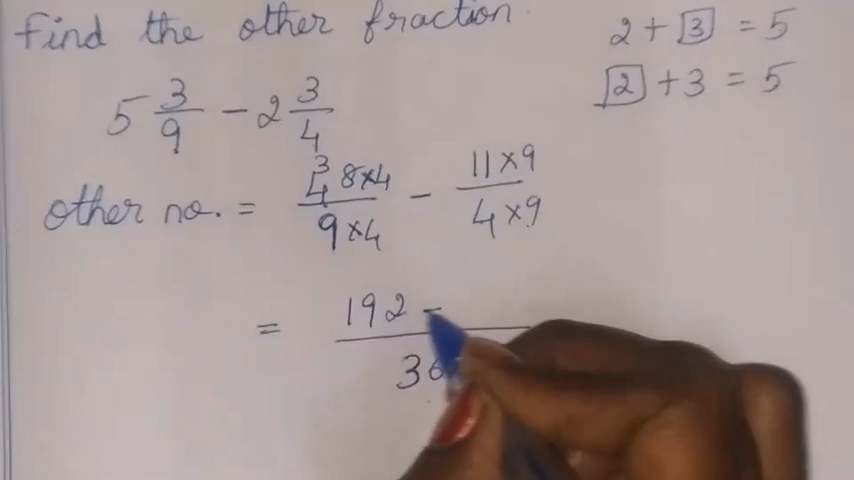 find the other fraction.
2 + 3 = 5
2 + 3 = 5
5 3/9 - 2 3/4
other no. = 48×4/9×4 - 11×9/4×9
= 192 -/36